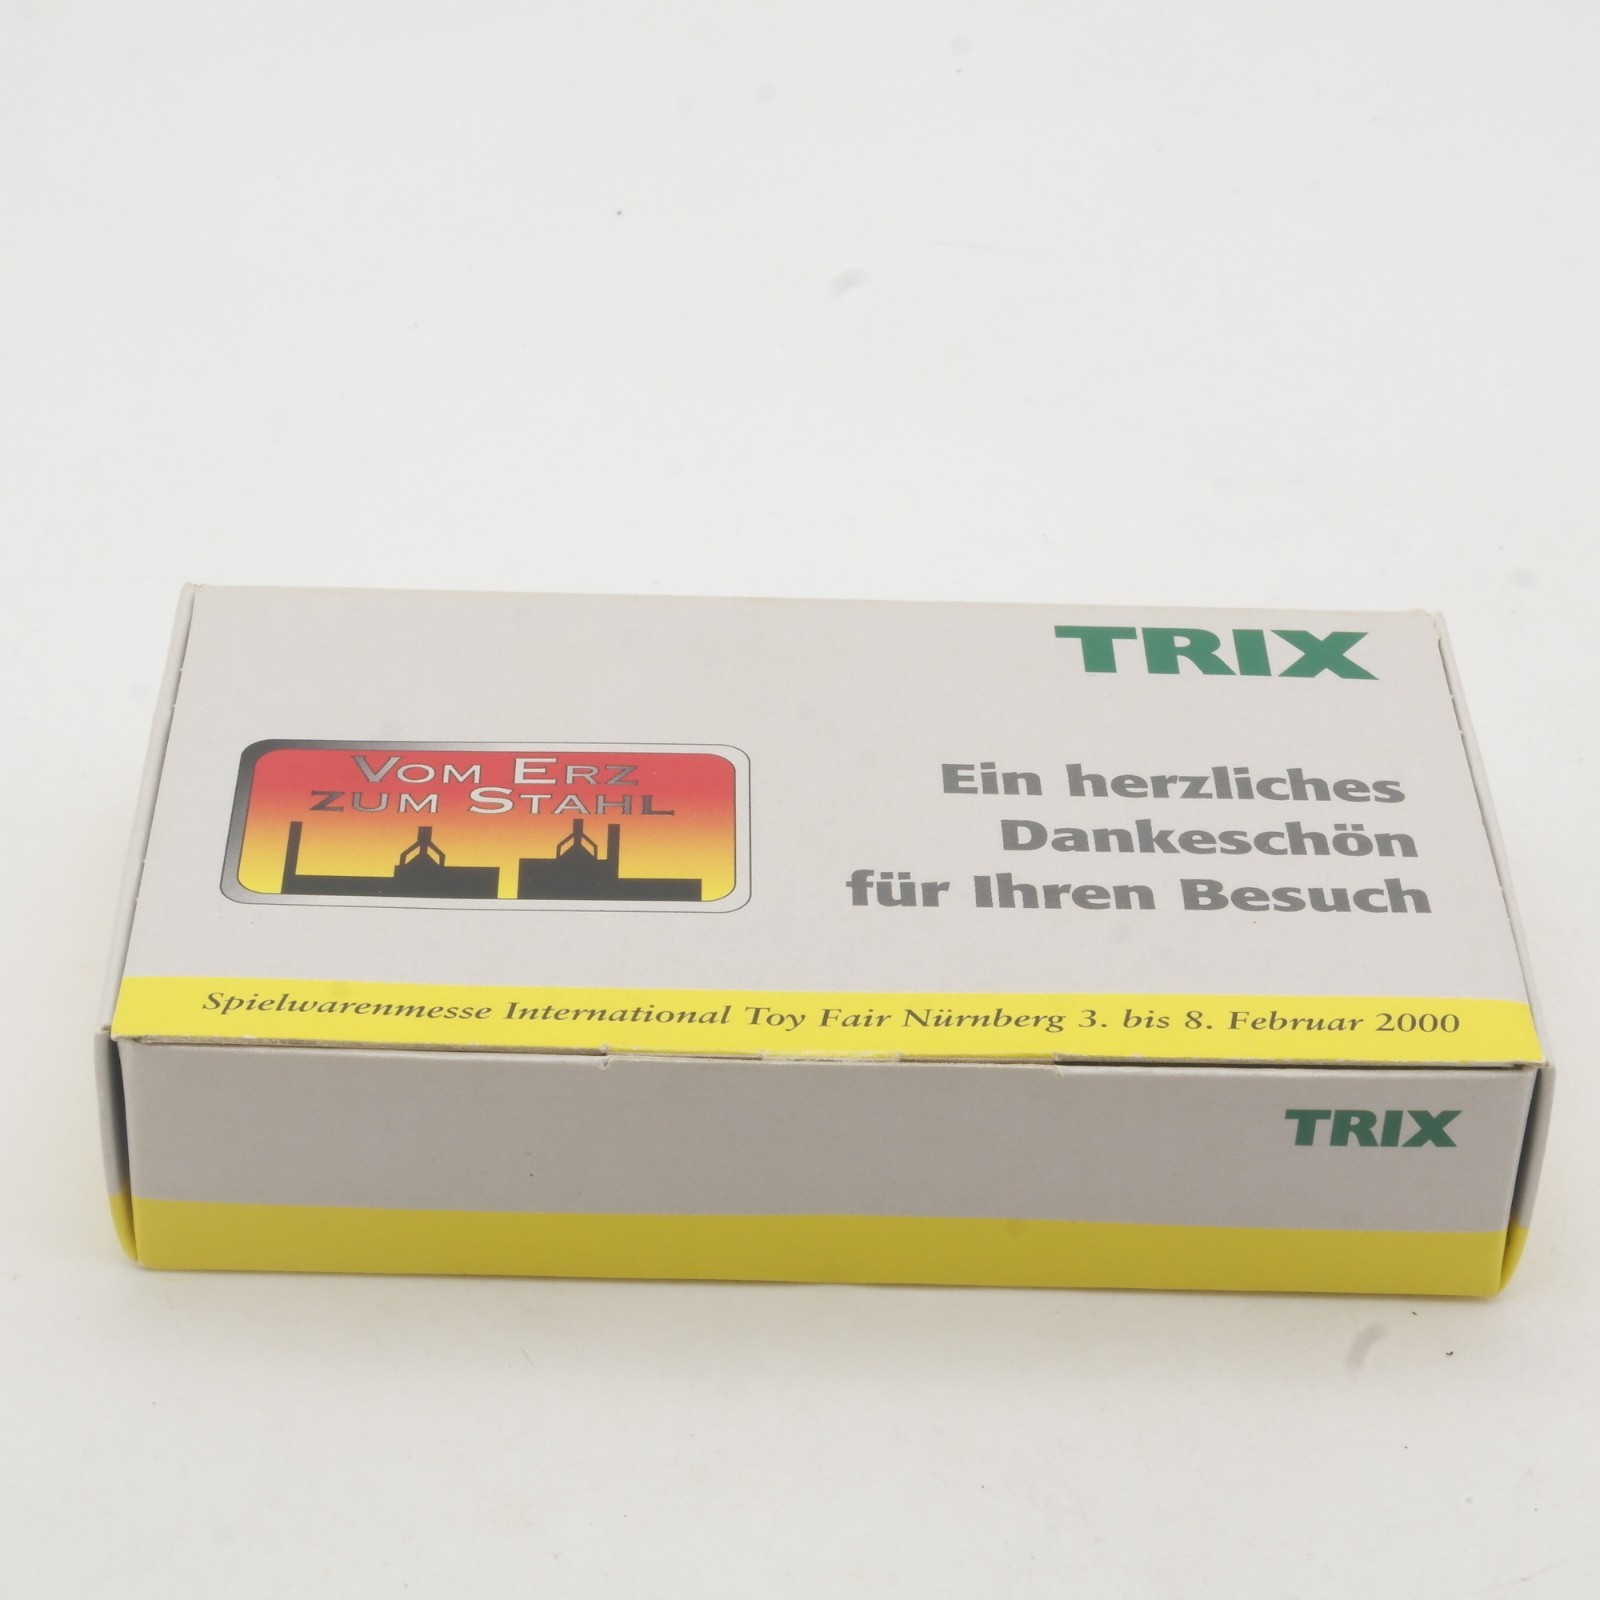 TRIX
VOM ERZ
ZUM STAHL
Ein herzliches
Dankeschön
für Ihren Besuch
Spielwarenmesse International Toy Fair Nürnberg 3. bis 8. Februar 2000
TRIX